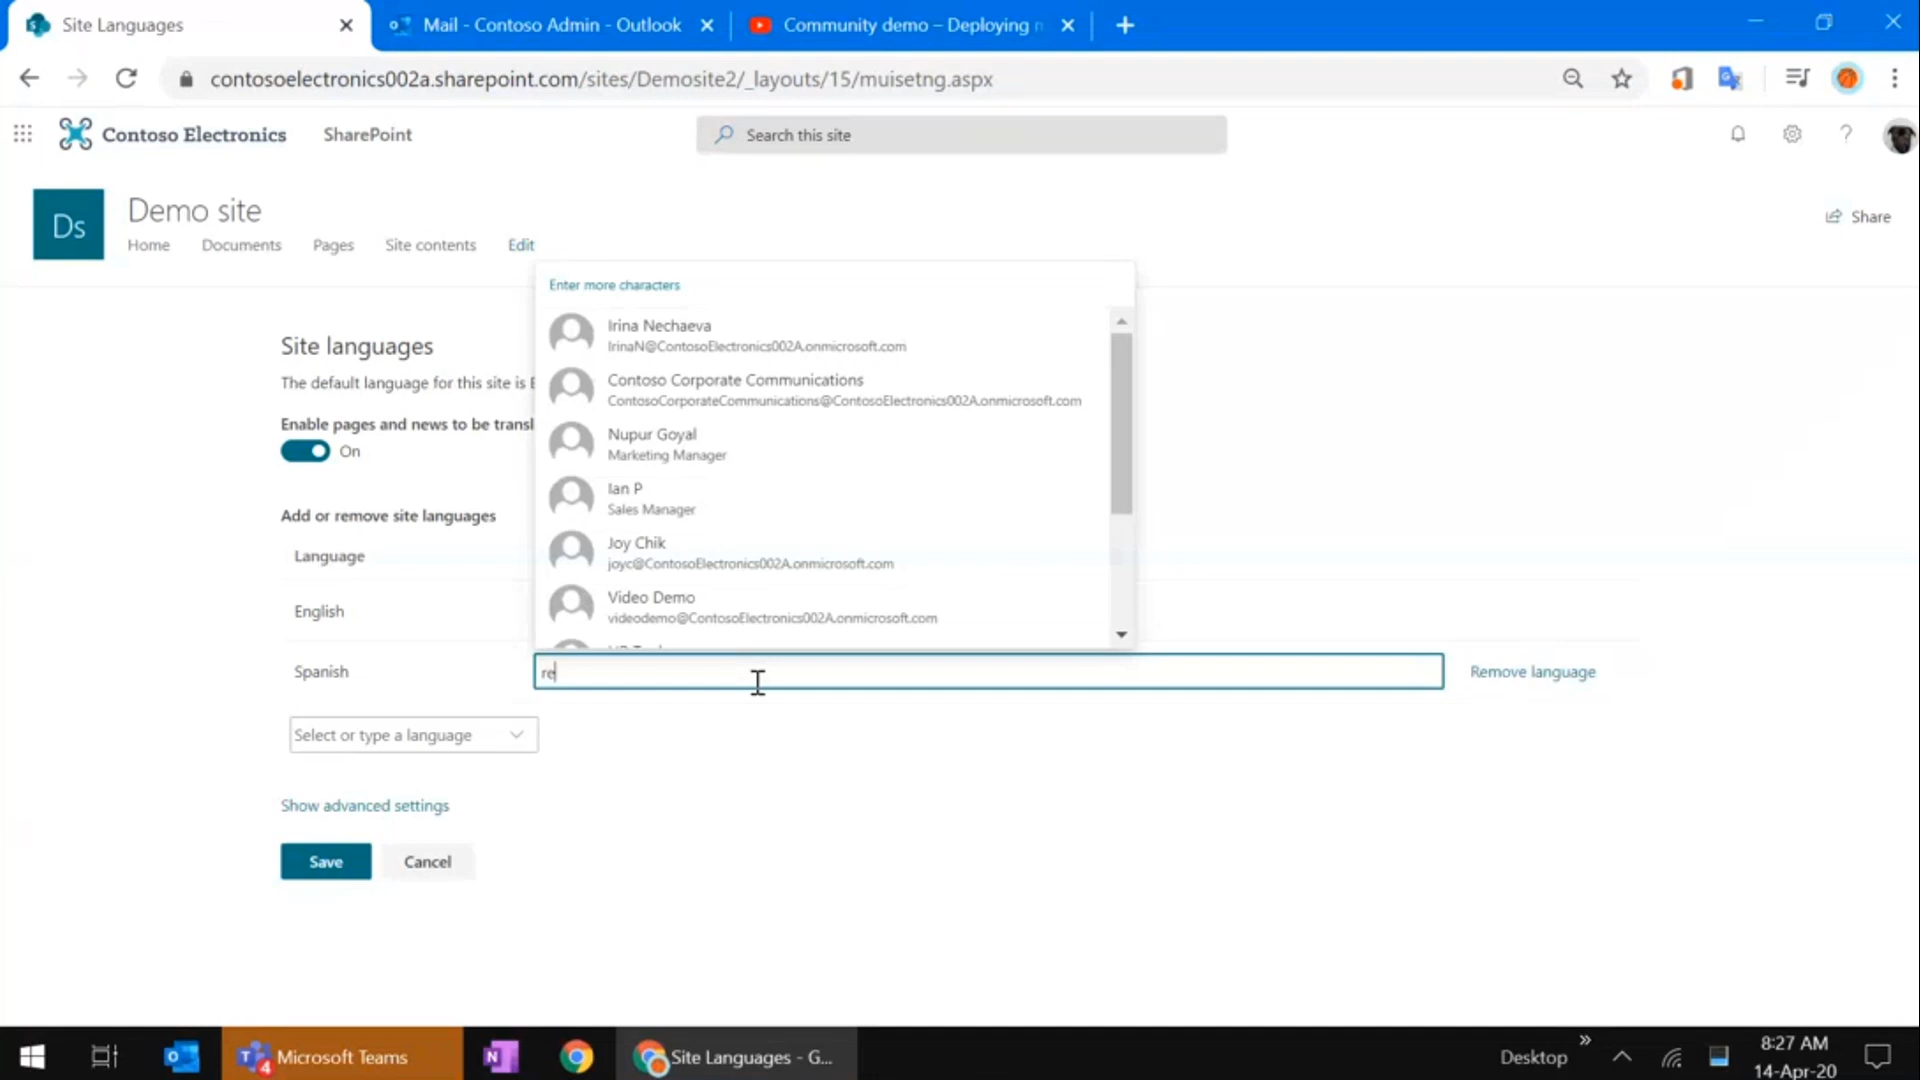 Site Languages
Mail - Contoso Admin - Outlook
Community demo – Deploying
contosoelectronics002a.sharepoint.com/sites/Demosite2/_layouts/15/muisetng.aspx
Contoso Electronics
SharePoint
Search this site
Ds
Demo site
Share
Home
Documents
Pages
Site contents
Edit
Enter more characters
Irina Nechaeva
IrinaN@ContosoElectronics002A.onmicrosoft.com
Contoso Corporate Communications
ContosoCorporateCommunications@ContosoElectronics002A.onmicrosoft.com
Nupur Goyal
Marketing Manager
Ian P
Sales Manager
Joy Chik
joyc@ContosoElectronics002A.onmicrosoft.com
Video Demo
videodemo@ContosoElectronics002A.onmicrosoft.com
Site languages
The default language for this site is
Enable pages and news to be transl
On
Add or remove site languages
Language
English
Spanish
re
Remove language
Select or type a language
Show advanced settings
Save
Cancel
4
Microsoft Teams
Site Languages - G...
Desktop
8:27 AM
14-Apr-20